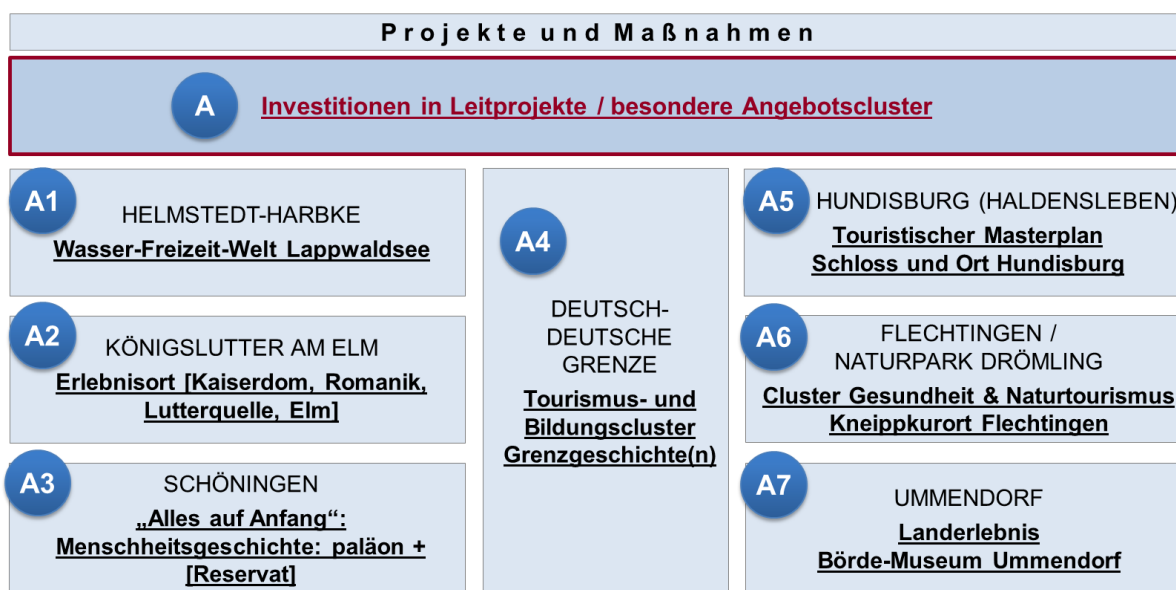 Projekte und Maßnahmen
A
Investitionen in Leitprojekte / besondere Angebotscluster
A1
HELMSTEDT-HARBKE
Wasser-Freizeit-Welt Lappwaldsee
A2
KÖNIGSLUTTER AM ELM
Erlebnisort [Kaiserdom, Romanik,
Lutterquelle, Elm]
A3
SCHÖNINGEN
„Alles auf Anfang“:
Menschheitsgeschichte: paläon +
[Reservat]
A4
DEUTSCH-
DEUTSCHE
GRENZE
Tourismus- und
Bildungscluster
Grenzgeschichte(n)
A5
HUNDISBURG (HALDENSLEBEN)
Touristischer Masterplan
Schloss und Ort Hundisburg
A6
FLECHTINGEN /
NATURPARK DRÖMLING
Cluster Gesundheit & Naturtourismus
Kneippkurort Flechtingen
A7
UMMENDORF
Landerlebnis
Börde-Museum Ummendorf